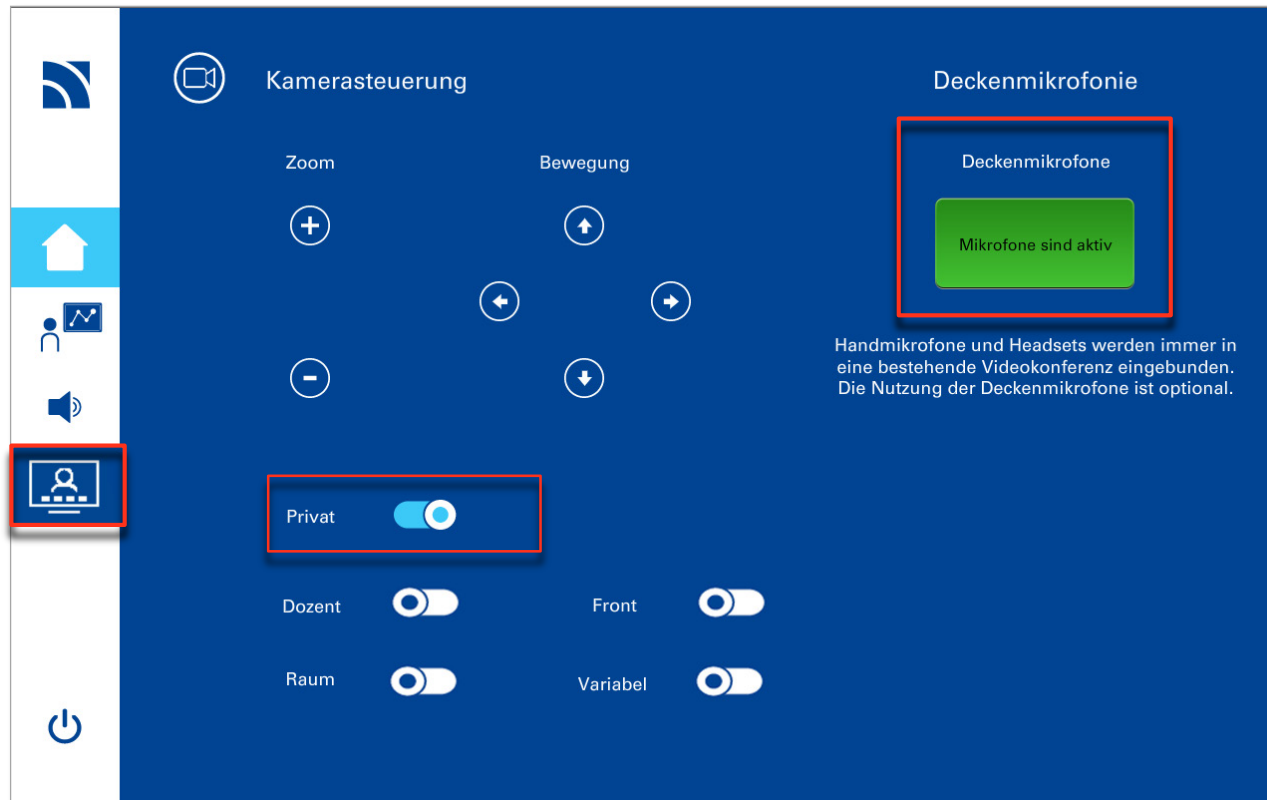 Kamerasteuerung
Deckenmikrofonie
Zoom
Bewegung
Deckenmikrofone
Mikrofone sind aktiv
Handmikrofone und Headsets werden immer in
eine bestehende Videokonferenz eingebunden.
Die Nutzung der Deckenmikrofone ist optional.
Privat
Dozent
Front
Raum
Variabel